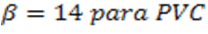 β = 14 para PVC